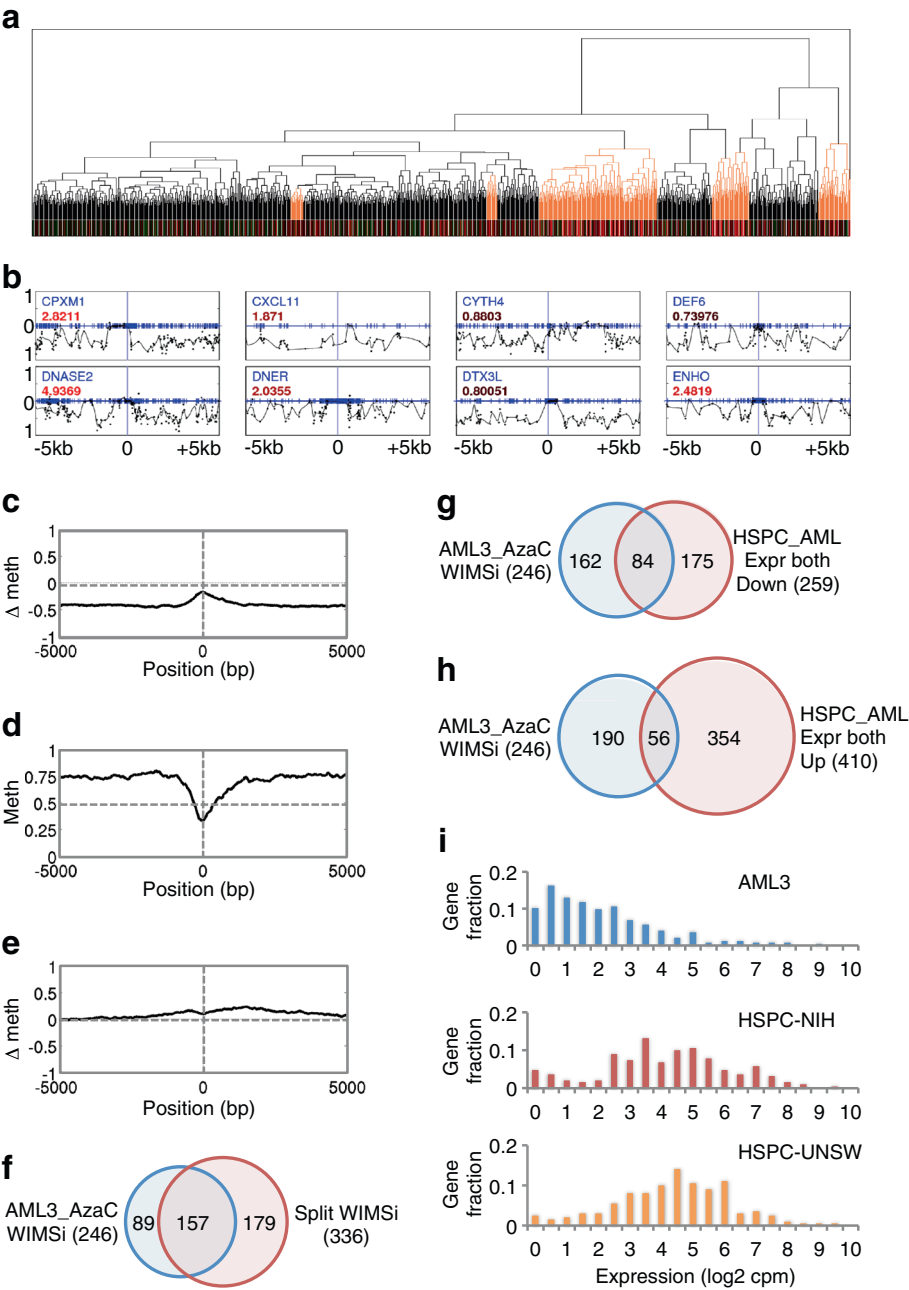 a
b
1
0
1
CPXM1
2.8211
CXCL11
1.871
CYTH4
0.8803
DEF6
0.73976
1
0
1
DNASE2
4.9369
DNER
2.0355
DTX3L
0.80051
ENHO
2.4819
-5kb 0 +5kb
-5kb 0 +5kb
-5kb 0 +5kb
-5kb 0 +5kb
c
Δ meth
1
0.5
0
-0.5
-1
-5000 0 5000
Position (bp)
d
Meth
1
0.75
0.5
0.25
0
-5000 0 5000
Position (bp)
e
Δ meth
1
0.5
0
-0.5
-1
-5000 0 5000
Position (bp)
f
AML3_AzaC
WIMSi (246)
89 157 179
Split WIMSi
(336)
g
AML3_AzaC
WIMSi (246)
162 84 175
HSPC_AML
Expr both
Down (259)
h
AML3_AzaC
WIMSi (246)
190 56 354
HSPC_AML
Expr both
Up (410)
i
Gene
fraction
0.2
0.1
0
AML3
0 1 2 3 4 5 6 7 8 9 10
Gene
fraction
0.2
0.1
0
HSPC-NIH
0 1 2 3 4 5 6 7 8 9 10
Gene
fraction
0.2
0.1
0
HSPC-UNSW
0 1 2 3 4 5 6 7 8 9 10
Expression (log2 cpm)